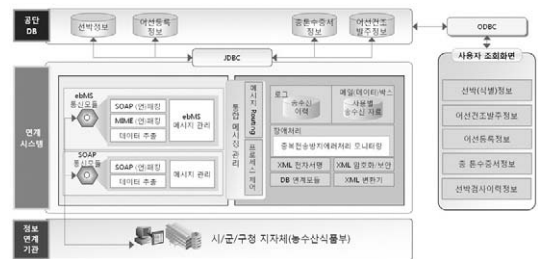 공단
DB
선박정보
어선등록
정보
총톤수증서
정보
어선건조
발주정보
ODBC
JDBC
사용자 조회화면
선박(식별)정보
어선건조발주정보
어선등록정보
총 톤수증서정보
선박검사이력정보
연계
시스템
ebMS
통신모듈
SOAP (언)매핑
MIME (언)매핑
데이터 추출
ebMS
메시지 관리
SOAP
통신모듈
SOAP (언)매핑
데이터 추출
메시지 관리
통합 메시징 관리
메시지 Routing
프로세스 제어
로그
송수신
이력
메일(데이터)박스
사용별
송수신 자료
장애처리
중복전송방지에러처리 모니터링
XML 전자서명
XML 암호화/보안
DB 연계모듈
XML 변환기
정보
연계
기관
시/군/구청 지자체(농수산식품부)